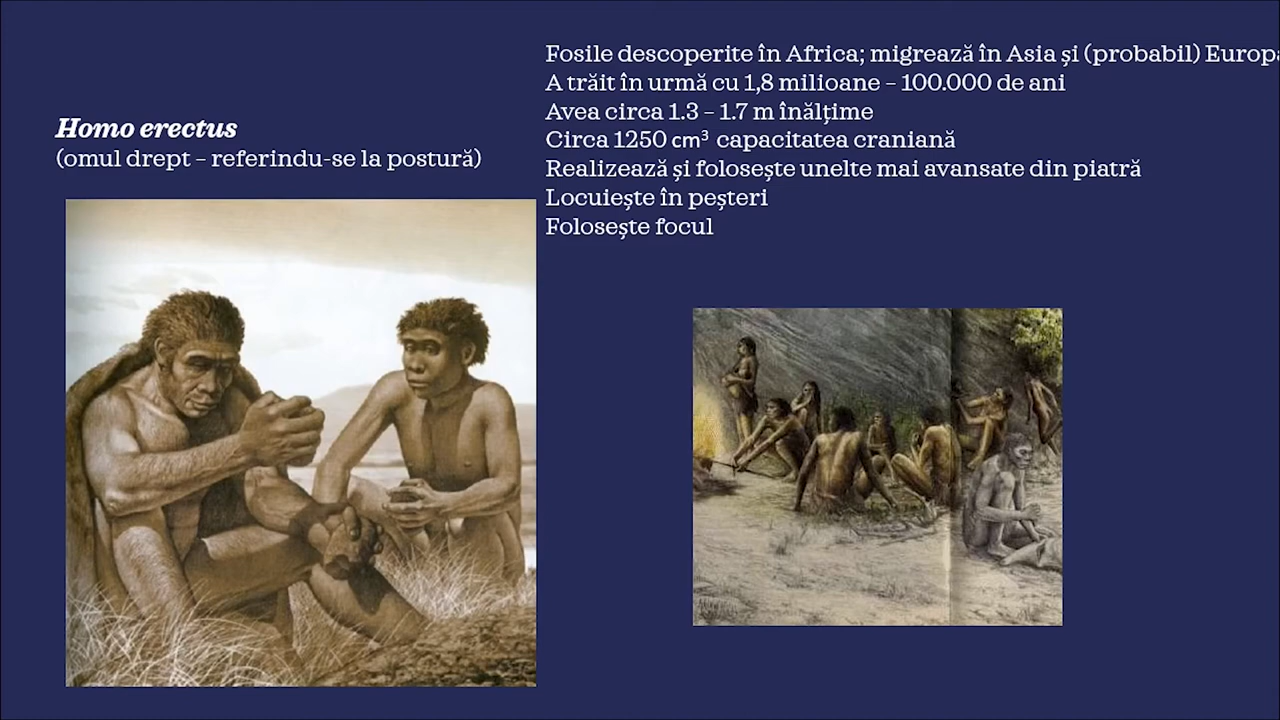 Homo erectus
(omul drept – referindu-se la postură)
Fosile descoperite în Africa; migrează în Asia și (probabil) Europa
A trăit în urmă cu 1,8 milioane – 100.000 de ani
Avea circa 1.3 – 1.7 m înălțime
Circa 1250 cm³ capacitatea craniană
Realizează și folosește unelte mai avansate din piatră
Locuiește în peșteri
Folosește focul